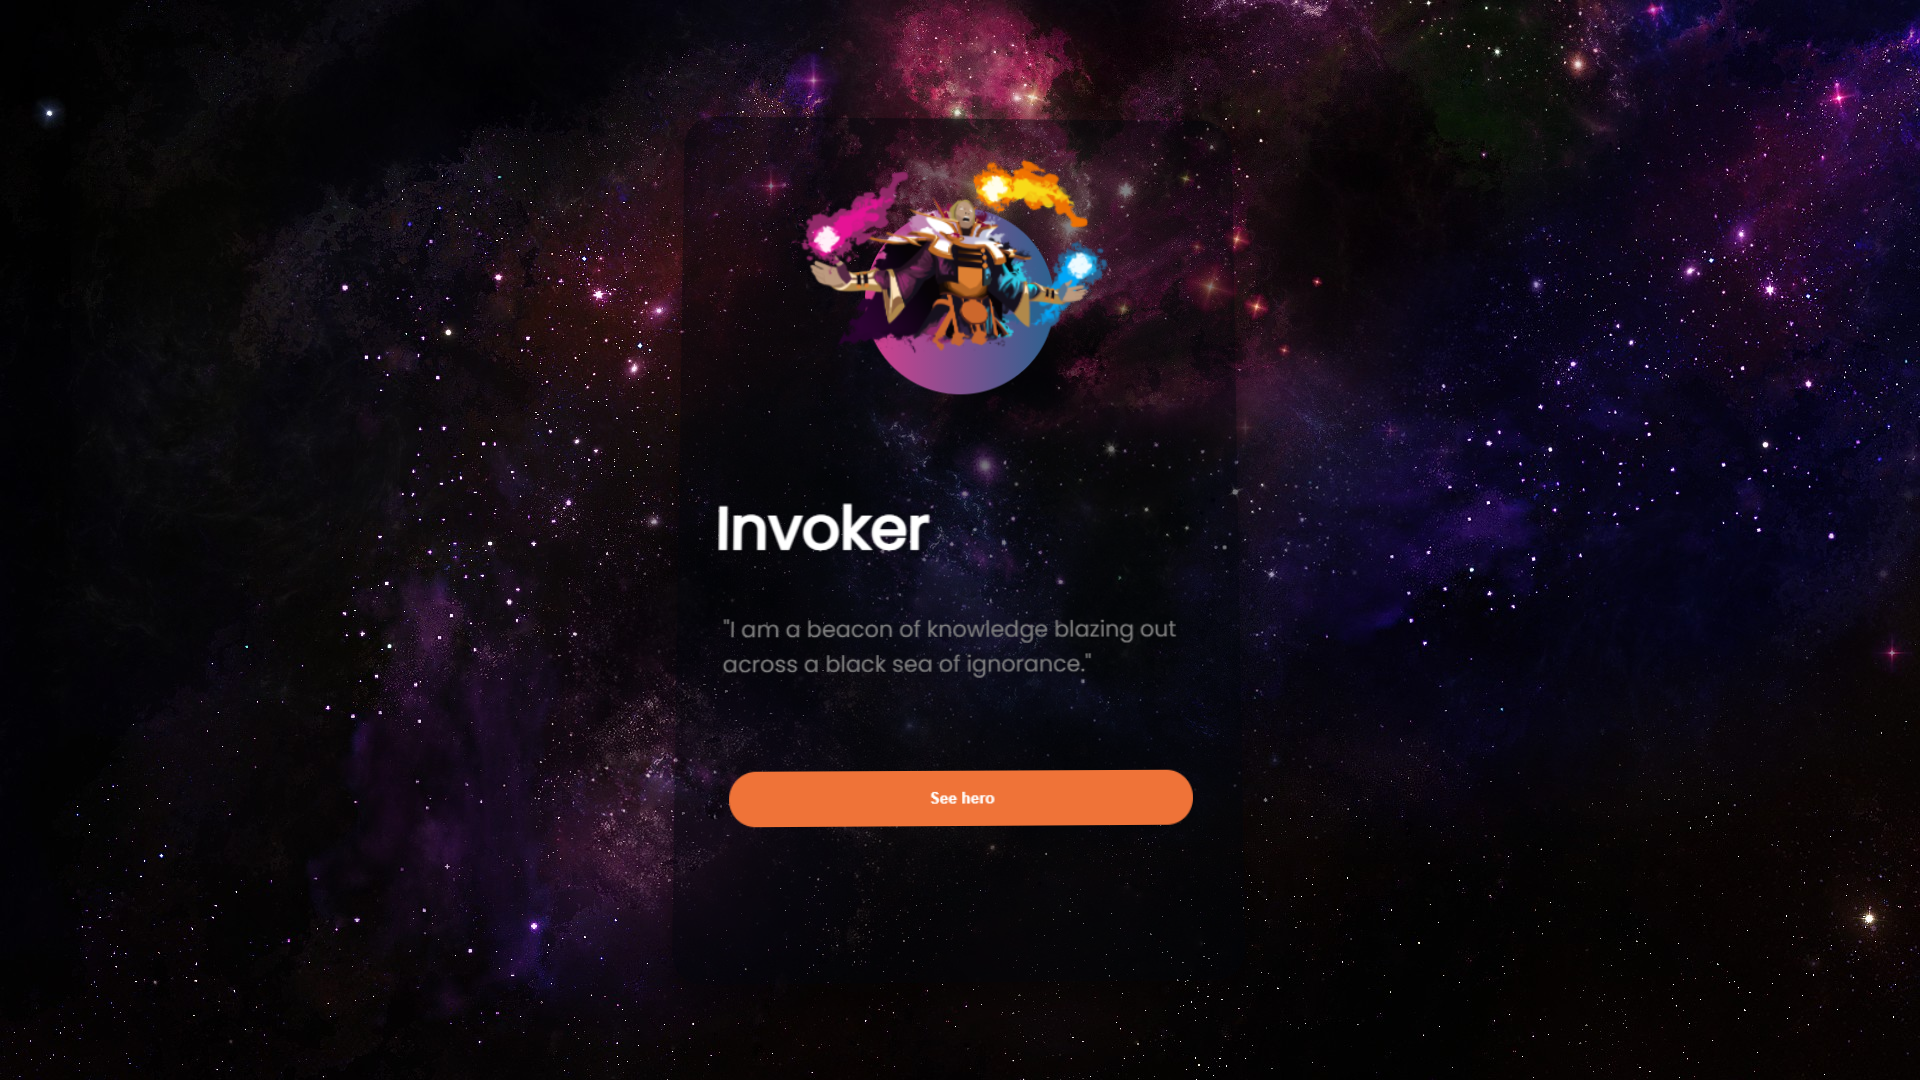 Invoker
"I am a beacon of knowledge blazing out
across a black sea of ignorance."
See hero